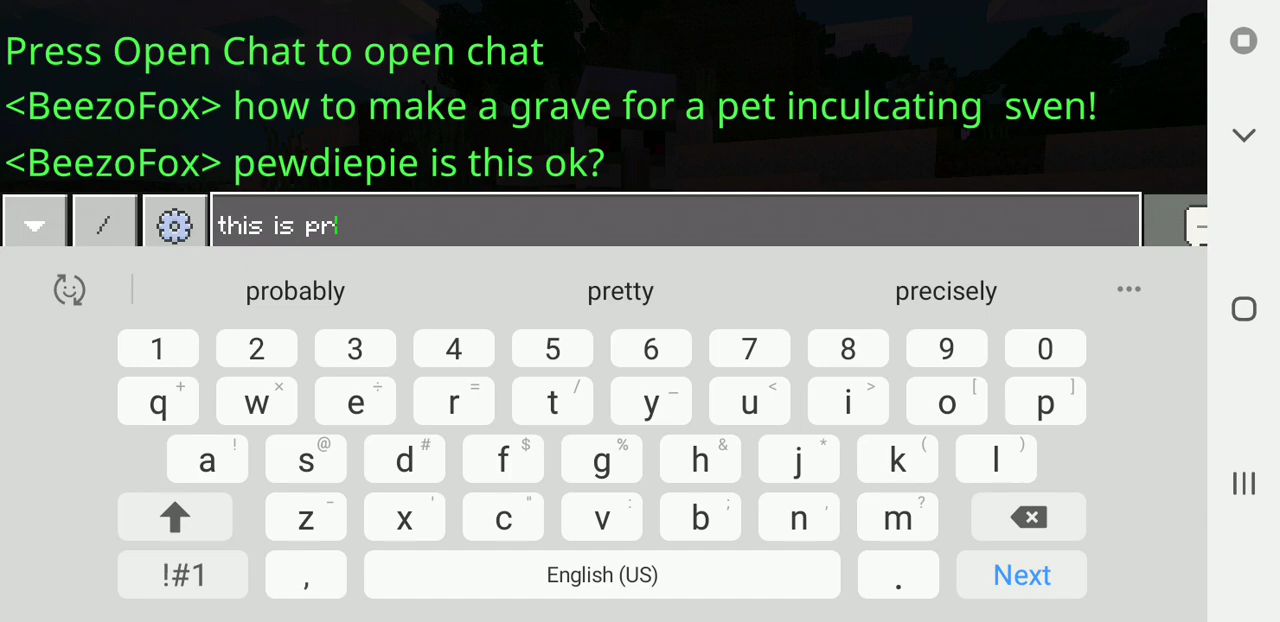 Press Open Chat to open chat
<BeezoFox> how to make a grave for a pet inculcating  sven!
<BeezoFox> pewdiepie is this ok?
/ this is pr
probably pretty precisely •••
1 2 3 4 5 6 7 8 9 0
q + w × e ÷ r = t / y _ u < i > o [ p ]
a ! s @ d # f $ g % h & j * k ( l )
z - x ' c " v : b ; n , m ?
!#1 , English (US) . Next